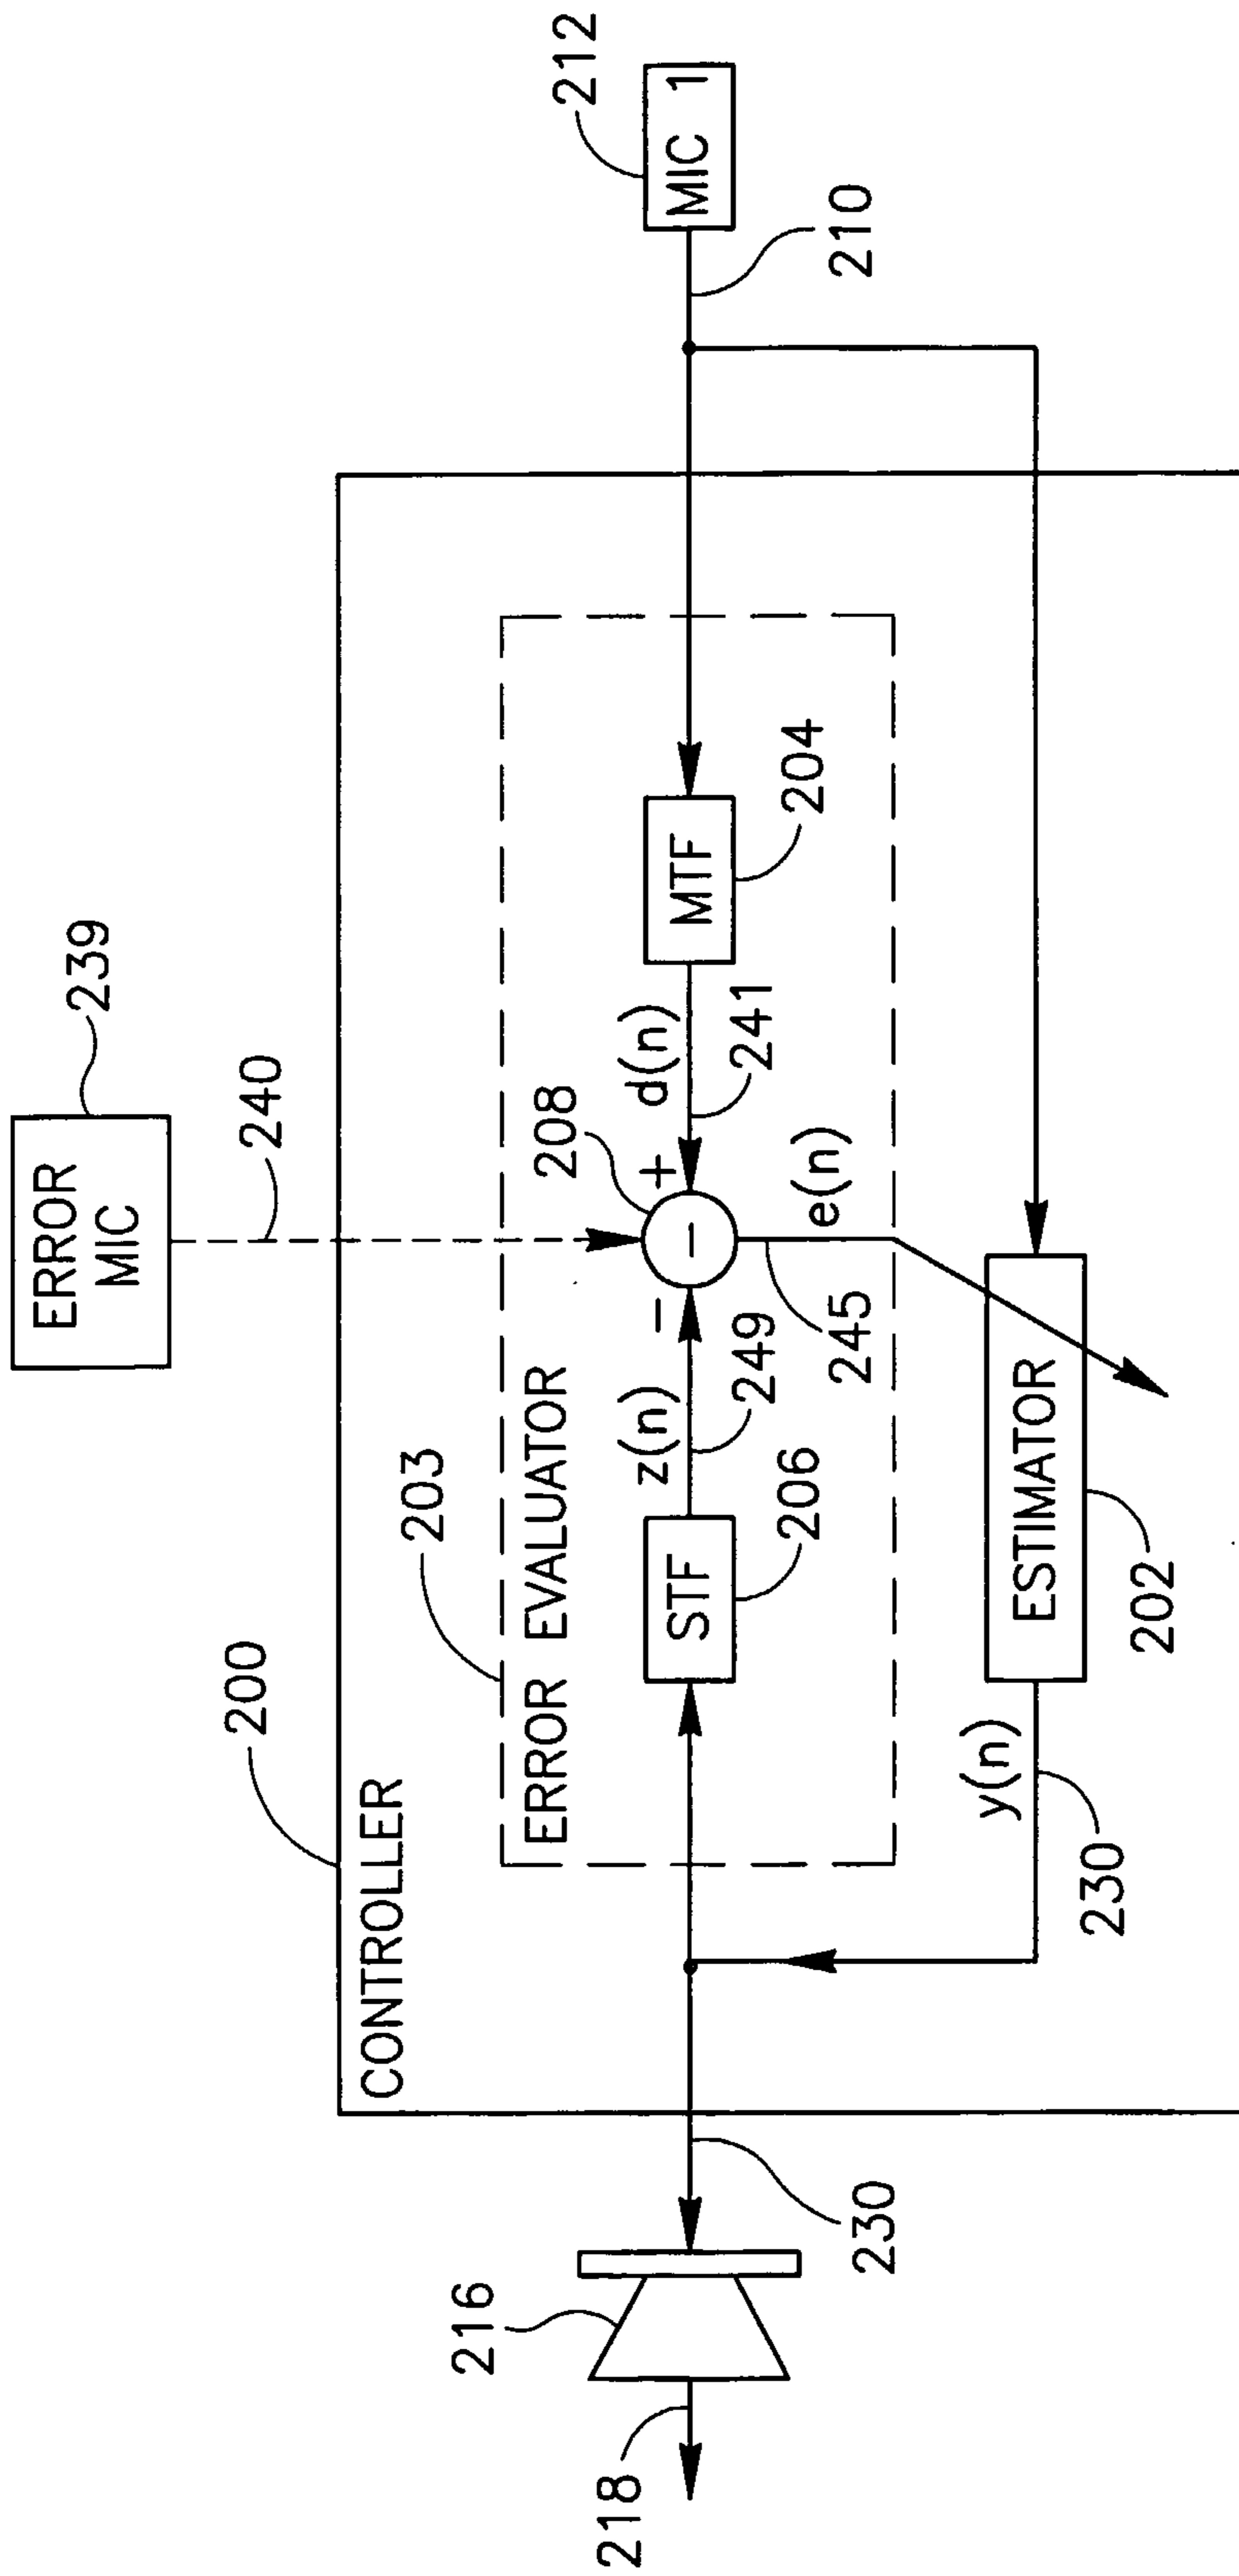 ERROR
MIC
239
240
200
CONTROLLER
203
ERROR EVALUATOR
216
218
230
STF
206
z(n)
249
-
-
208
+
d(n)
241
MTF
204
210
MIC 1
212
e(n)
245
y(n)
230
ESTIMATOR
202